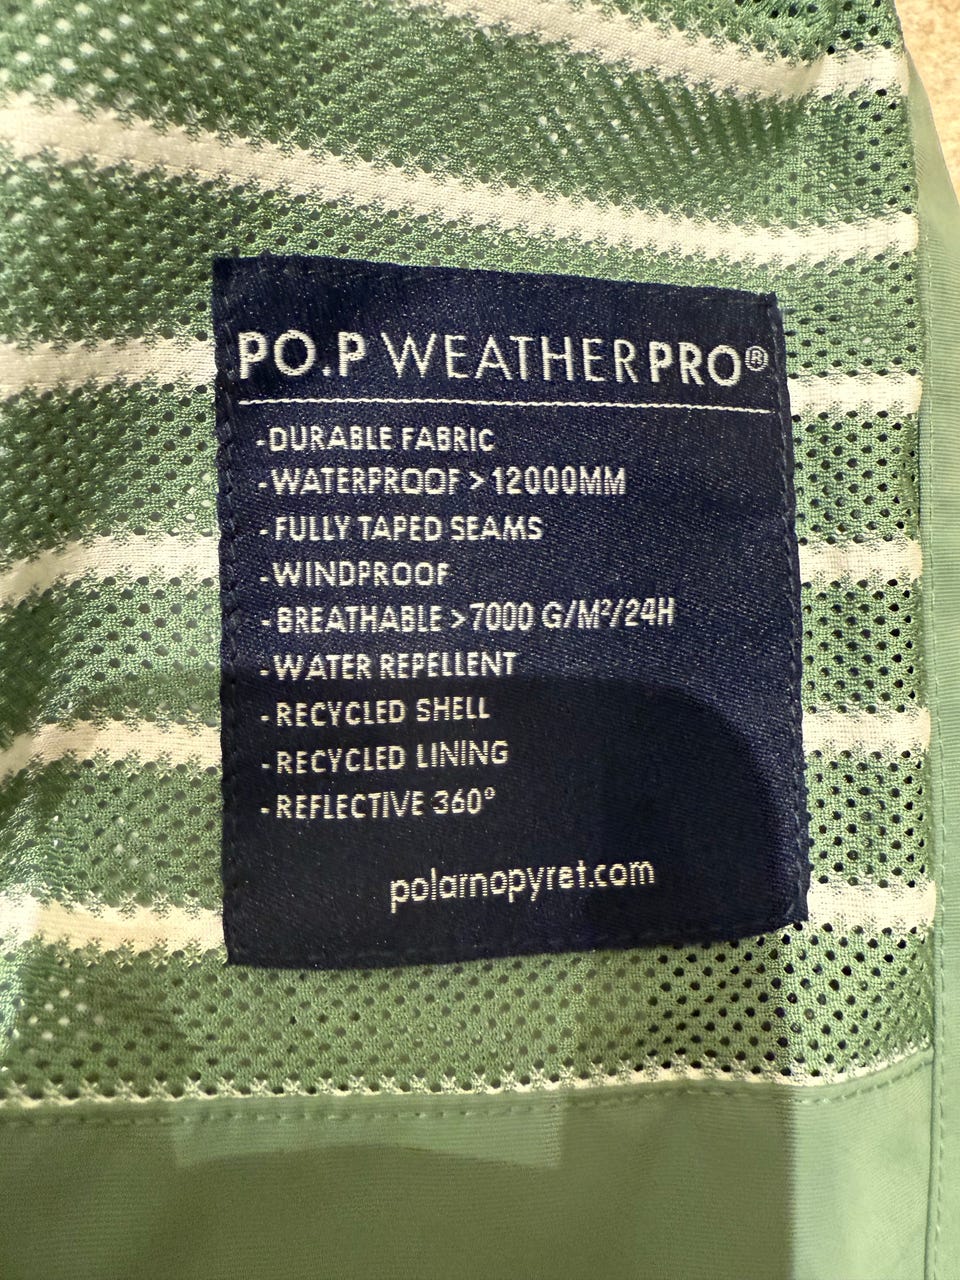 PO.P WEATHERPRO®
-DURABLE FABRIC
-WATERPROOF > 12000MM
-FULLY TAPED SEAMS
-WINDPROOF
-BREATHABLE >7000 G/M²/24H
-WATER REPELLENT
-RECYCLED SHELL
-RECYCLED LINING
-REFLECTIVE 360°
polarnopyret.com